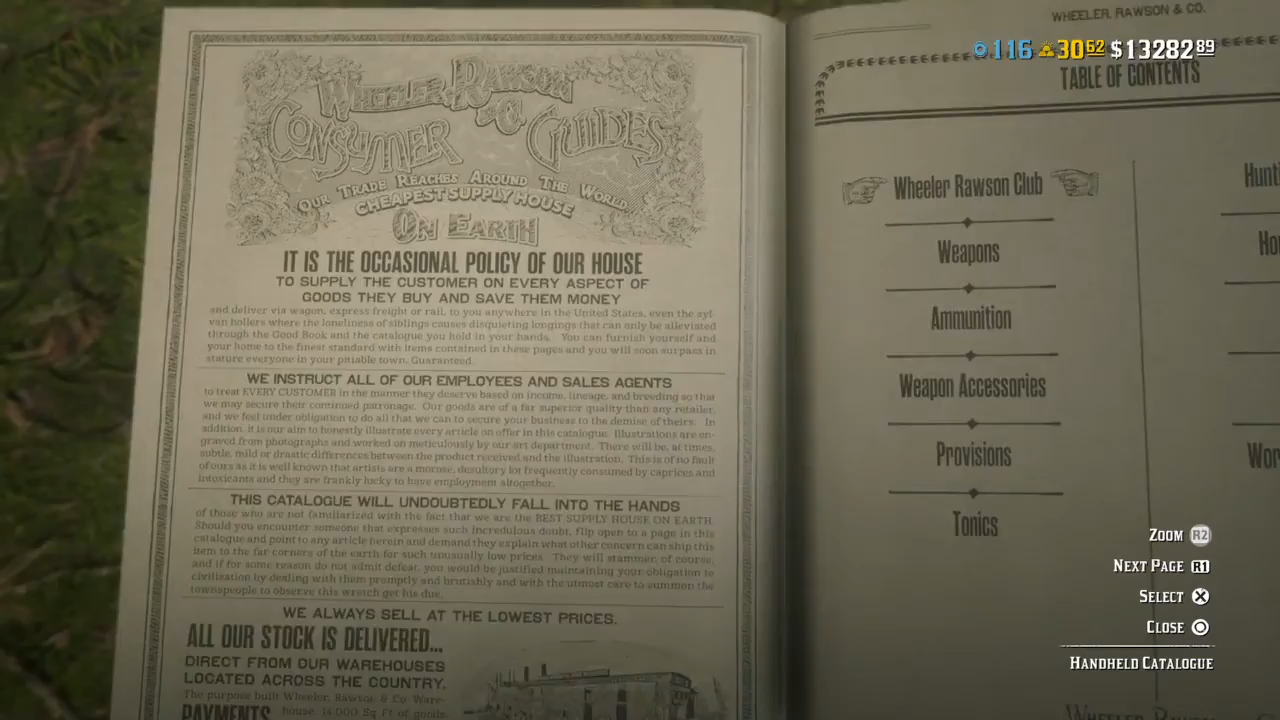 WHEELER, RAWSON & CO.
116 30.62 $13282.89
TABLE OF CONTENTS
WHEELER, RAWSON
& Co
CONSUMER GUIDES
OUR TRADE REACHES AROUND THE WORLD
CHEAPEST SUPPLY HOUSE
ON EARTH
IT IS THE OCCASIONAL POLICY OF OUR HOUSE
TO SUPPLY THE CUSTOMER ON EVERY ASPECT OF
GOODS THEY BUY AND SAVE THEM MONEY
and deliver via wagon, express freight or rail, to you anywhere in the United States, even the syl-
van hollers where the loneliness of siblings causes disquieting longings that can only be alleviated
through the Good Book and the catalogue you hold in your hands. You can furnish yourself and
your home to the finest standard with items contained in these pages and you will soon surpass in
stature everyone in your pitiable town. Guaranteed.
WE INSTRUCT ALL OF OUR EMPLOYEES AND SALES AGENTS
to treat EVERY CUSTOMER in the manner they deserve based on income, lineage, and breeding so that
we may secure their continued patronage. Our goods are of a far superior quality than any retailer,
and we feel under obligation to do all that we can to secure your business to the demise of theirs. In
addition, it is our aim to honestly illustrate every article on offer in this catalogue. Illustrations are en-
graved from photographs and worked on meticulously by our art department. There will be, at times,
subtle, mild or drastic differences between the product received and the illustration. This is of no fault
of ours as it is well known that artists are a morose, desultory lot frequently consumed by caprices and
intoxicants and they are frankly lucky to have employment altogether.
THIS CATALOGUE WILL UNDOUBTEDLY FALL INTO THE HANDS
of those who are not familiarized with the fact that we are the BEST SUPPLY HOUSE ON EARTH.
Should you encounter someone that expresses such incredulous doubt, flip open to a page in this
catalogue and point to any article herein and demand they explain what other concern can ship this
item to the far corners of the earth for such unusually low prices. They will stammer, of course,
and if for some reason do not admit defeat, you would be justified maintaining your obligation to
civilization by dealing with them promptly and brutishly and with the utmost care to summon the
townspeople to observe this wretch get his due.
WE ALWAYS SELL AT THE LOWEST PRICES.
ALL OUR STOCK IS DELIVERED...
DIRECT FROM OUR WAREHOUSES
LOCATED ACROSS THE COUNTRY.
The purpose built Wheeler, Rawson & Co Ware-
house, 14,000 Sq Ft of goods
PAYMENTS
Wheeler Rawson Club
Weapons
Ammunition
Weapon Accessories
Provisions
Tonics
Hunti
Ho
Wor
ZOOM R2
NEXT PAGE R1
SELECT
CLOSE
HANDHELD CATALOGUE